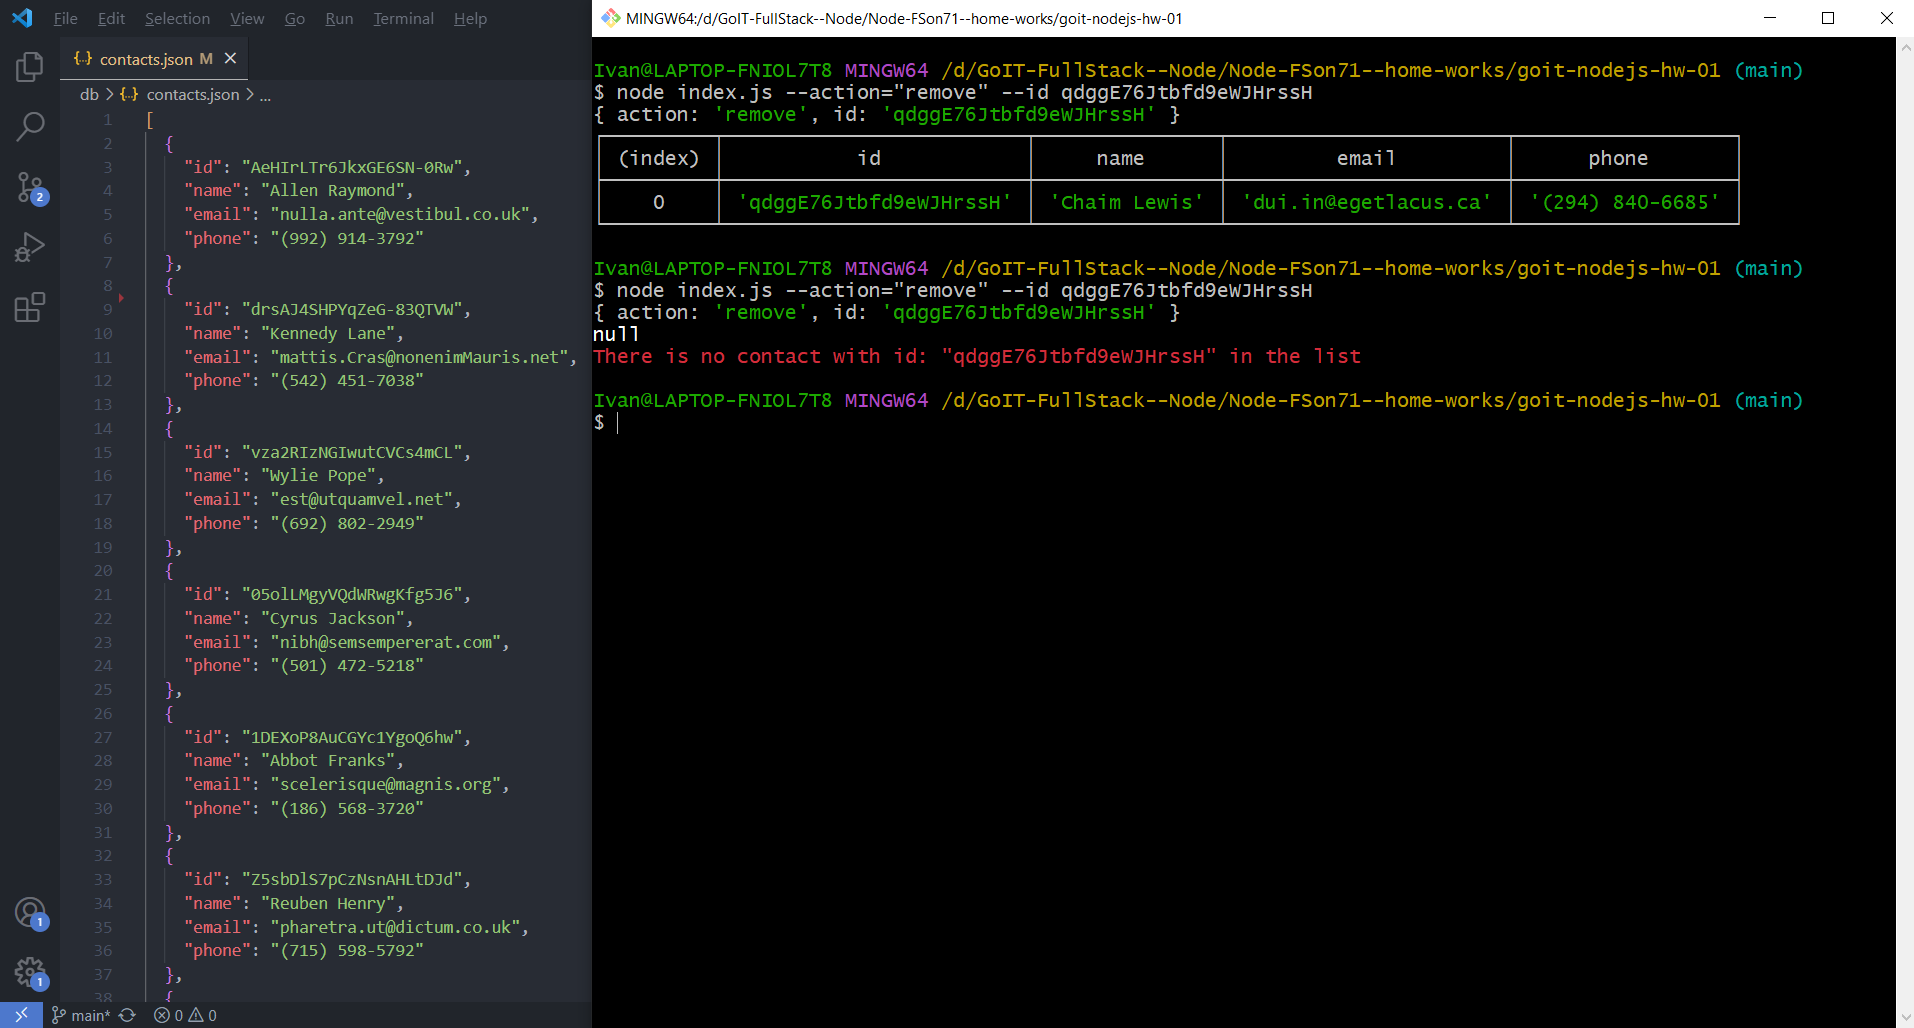 File Edit Selection View Go Run Terminal Help
{..} contacts.json M
db > {..} contacts.json > ...
1 [
2 {
3 "id": "AeHIrLTr6JkxGE6SN-0Rw",
4 "name": "Allen Raymond",
5 "email": "nulla.ante@vestibul.co.uk",
6 "phone": "(992) 914-3792"
7 },
8 {
9 "id": "drsAJ4SHPYqZeG-83QTVW",
10 "name": "Kennedy Lane",
11 "email": "mattis.Cras@nonenimMauris.net",
12 "phone": "(542) 451-7038"
13 },
14 {
15 "id": "vza2RIzNGIwutCVCs4mCL",
16 "name": "Wylie Pope",
17 "email": "est@utquamvel.net",
18 "phone": "(692) 802-2949"
19 },
20 {
21 "id": "05olLMgyVQdWRwgKfg5J6",
22 "name": "Cyrus Jackson",
23 "email": "nibh@semsempererat.com",
24 "phone": "(501) 472-5218"
25 },
26 {
27 "id": "1DEXoP8AuCGYc1YgoQ6hw",
28 "name": "Abbot Franks",
29 "email": "scelerisque@magnis.org",
30 "phone": "(186) 568-3720"
31 },
32 {
33 "id": "Z5sbDlS7pCzNsnAHLtDJd",
34 "name": "Reuben Henry",
35 "email": "pharetra.ut@dictum.co.uk",
36 "phone": "(715) 598-5792"
37 },
38 {
2
1
1
main* 0 0
MINGW64:/d/GoIT-FullStack--Node/Node-FSon71--home-works/goit-nodejs-hw-01
Ivan@LAPTOP-FNIOL7T8 MINGW64 /d/GoIT-FullStack--Node/Node-FSon71--home-works/goit-nodejs-hw-01 (main)
$ node index.js --action="remove" --id qdggE76Jtbfd9eWJHrssH
{ action: 'remove', id: 'qdggE76Jtbfd9eWJHrssH' }
(index) id name email phone
0 'qdggE76Jtbfd9eWJHrssH' 'Chaim Lewis' 'dui.in@egetlacus.ca' '(294) 840-6685'
Ivan@LAPTOP-FNIOL7T8 MINGW64 /d/GoIT-FullStack--Node/Node-FSon71--home-works/goit-nodejs-hw-01 (main)
$ node index.js --action="remove" --id qdggE76Jtbfd9eWJHrssH
{ action: 'remove', id: 'qdggE76Jtbfd9eWJHrssH' }
null
There is no contact with id: "qdggE76Jtbfd9eWJHrssH" in the list
Ivan@LAPTOP-FNIOL7T8 MINGW64 /d/GoIT-FullStack--Node/Node-FSon71--home-works/goit-nodejs-hw-01 (main)
$